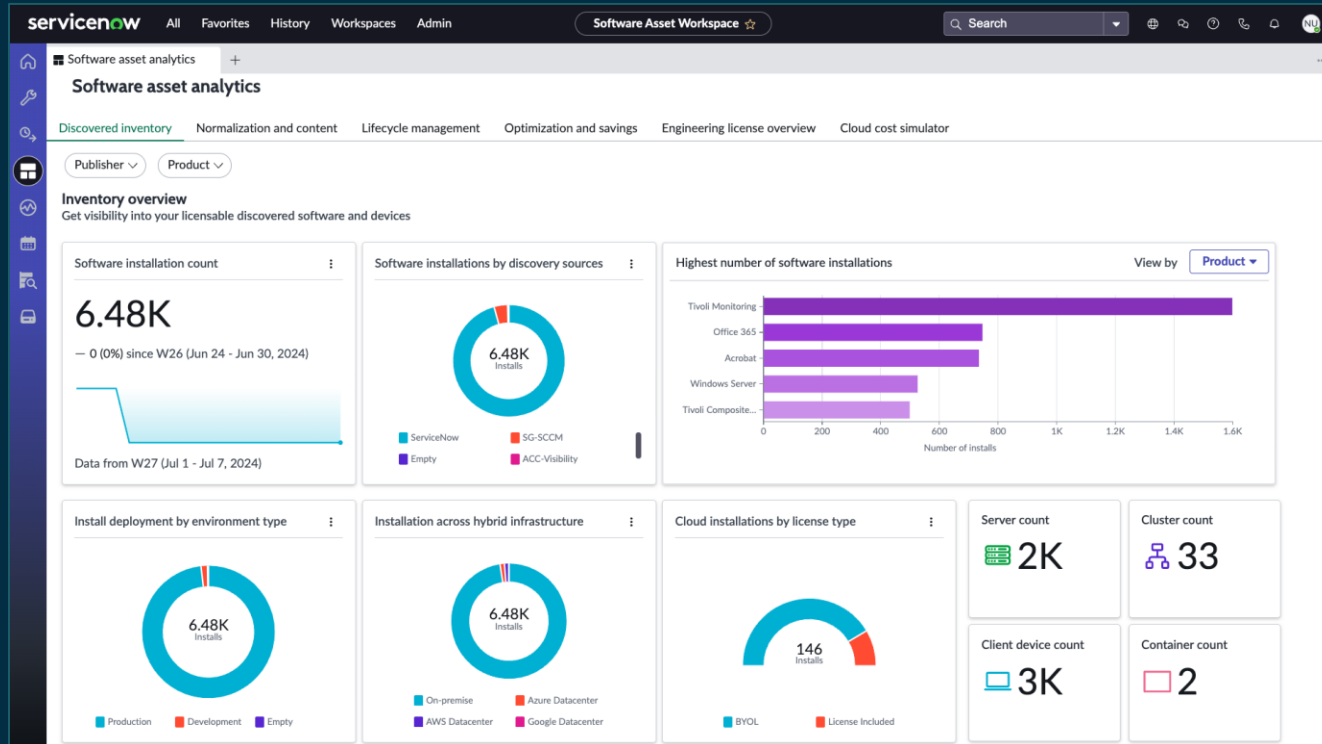 servicenow All Favorites History Workspaces Admin Software Asset Workspace Search NU
Software asset analytics
Software asset analytics
Discovered inventory Normalization and content Lifecycle management Optimization and savings Engineering license overview Cloud cost simulator
Publisher Product
Inventory overview
Get visibility into your licensable discovered software and devices
Software installation count
6.48K
— 0 (0%) since W26 (Jun 24 - Jun 30, 2024)
Data from W27 (Jul 1 - Jul 7, 2024)
Software installations by discovery sources
6.48K
Installs
ServiceNow SG-SCCM
Empty ACC-Visibility
Highest number of software installations View by Product
Tivoli Monitoring
Office 365
Acrobat
Windows Server
Tivoli Composite...
0 200 400 600 800 1K 1.2K 1.4K 1.6K
Number of installs
Install deployment by environment type
6.48K
Installs
Production Development Empty
Installation across hybrid infrastructure
6.48K
Installs
On-premise Azure Datacenter
AWS Datacenter Google Datacenter
Cloud installations by license type
146
Installs
BYOL License Included
Server count
2K
Cluster count
33
Client device count
3K
Container count
2